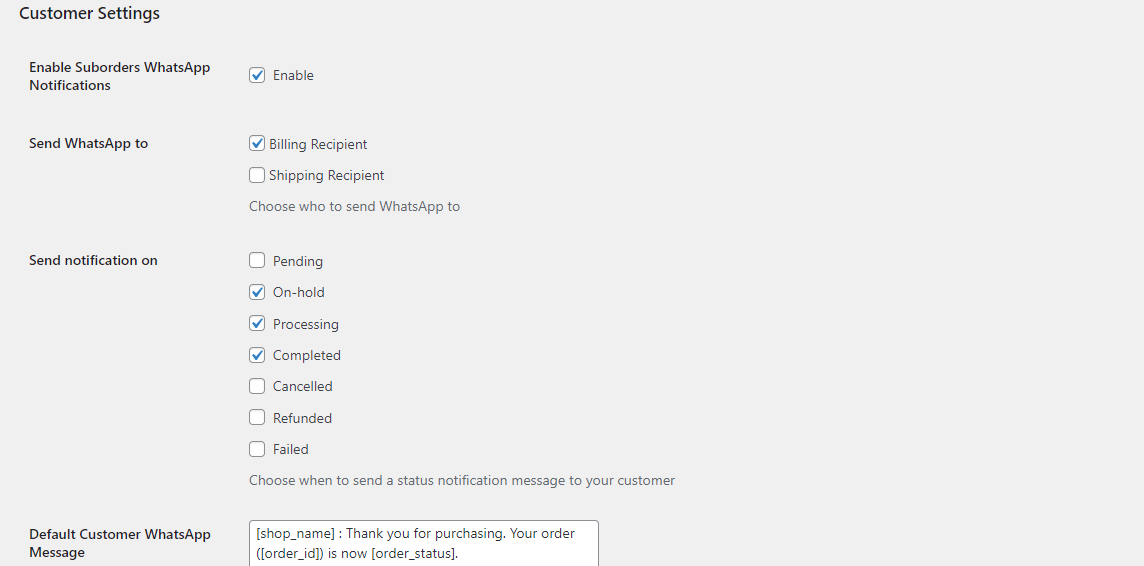 Customer Settings
Enable Suborders WhatsApp
Notifications
Enable
Send WhatsApp to
Billing Recipient
Shipping Recipient
Choose who to send WhatsApp to
Send notification on
Pending
On-hold
Processing
Completed
Cancelled
Refunded
Failed
Choose when to send a status notification message to your customer
Default Customer WhatsApp
Message
[shop_name] : Thank you for purchasing. Your order
([order_id]) is now [order_status].